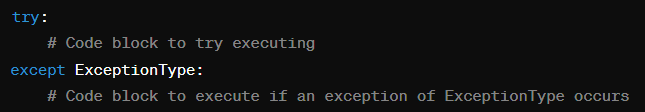 try:
    # Code block to try executing
except ExceptionType:
    # Code block to execute if an exception of ExceptionType occurs